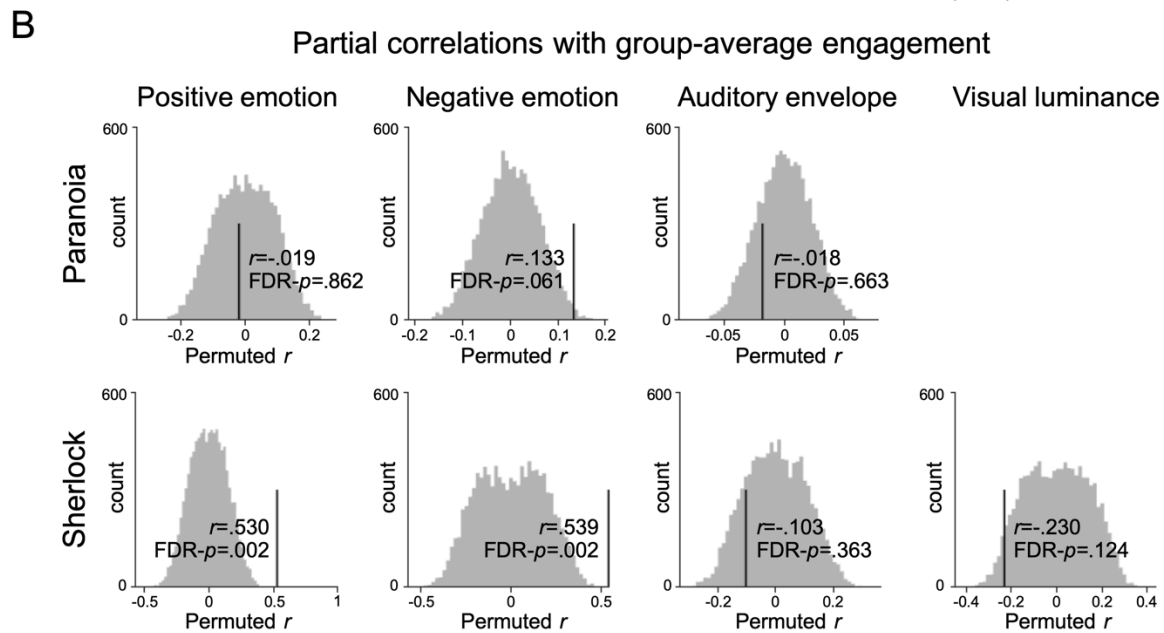 B
Partial correlations with group-average engagement
Positive emotion
Negative emotion
Auditory envelope
Visual luminance
Paranoia
600
count
0
r=-.019
FDR-p=.862
-0.2 0 0.2
Permuted r
600
count
0
r=.133
FDR-p=.061
-0.2 -0.1 0 0.1 0.2
Permuted r
600
count
0
r=-.018
FDR-p=.663
-0.05 0 0.05
Permuted r
Sherlock
600
count
0
r=.530
FDR-p=.002
-0.5 0 0.5 1
Permuted r
600
count
0
r=.539
FDR-p=.002
-0.5 0 0.5
Permuted r
600
count
0
r=-.103
FDR-p=.363
-0.2 0 0.2
Permuted r
600
count
0
r=-.230
FDR-p=.124
-0.4 -0.2 0 0.2 0.4
Permuted r